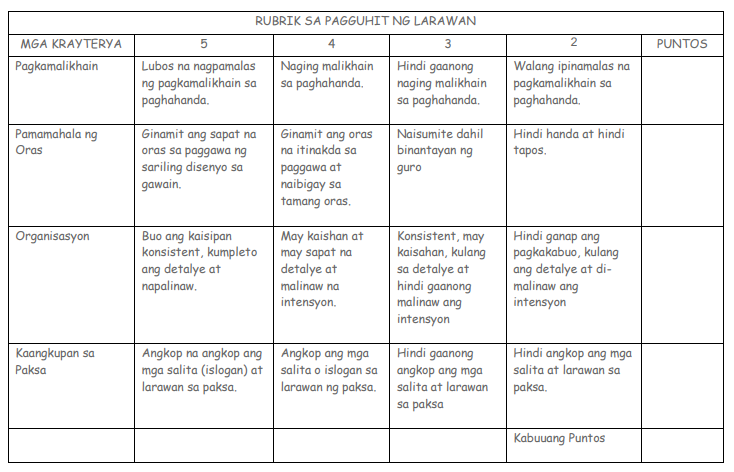 RUBRIK SA PAGGUHIT NG LARAWAN
MGA KRAYTERYA 5 4 3 2 PUNTOS
Pagkamalikhain
Lubos na nagpamalas
ng pagkamalikhain sa
paghahanda.
Naging malikhain
sa paghahanda.
Hindi gaanong
naging malikhain
sa paghahanda.
Walang ipinamalas na
pagkamalikhain sa
paghahanda.
Pamamahala ng
Oras
Ginamit ang sapat na
oras sa paggawa ng
sariling disenyo sa
gawain.
Ginamit ang oras
na itinakda sa
paggawa at
naibigay sa
tamang oras.
Naisumite dahil
binantayan ng
guro
Hindi handa at hindi
tapos.
Organisasyon
Buo ang kaisipan
konsistent, kumpleto
ang detalye at
napalinaw.
May kaishan at
may sapat na
detalye at
malinaw na
intensyon.
Konsistent, may
kaisahan, kulang
sa detalye at
hindi gaanong
malinaw ang
intensyon
Hindi ganap ang
pagkakabuo, kulang
ang detalye at di-
malinaw ang
intensyon
Kaangkupan sa
Paksa
Angkop na angkop ang
mga salita (islogan) at
larawan sa paksa.
Angkop ang mga
salita o islogan sa
larawan ng paksa.
Hindi gaanong
angkop ang mga
salita at larawan
sa paksa
Hindi angkop ang mga
salita at larawan sa
paksa.
Kabuuang Puntos